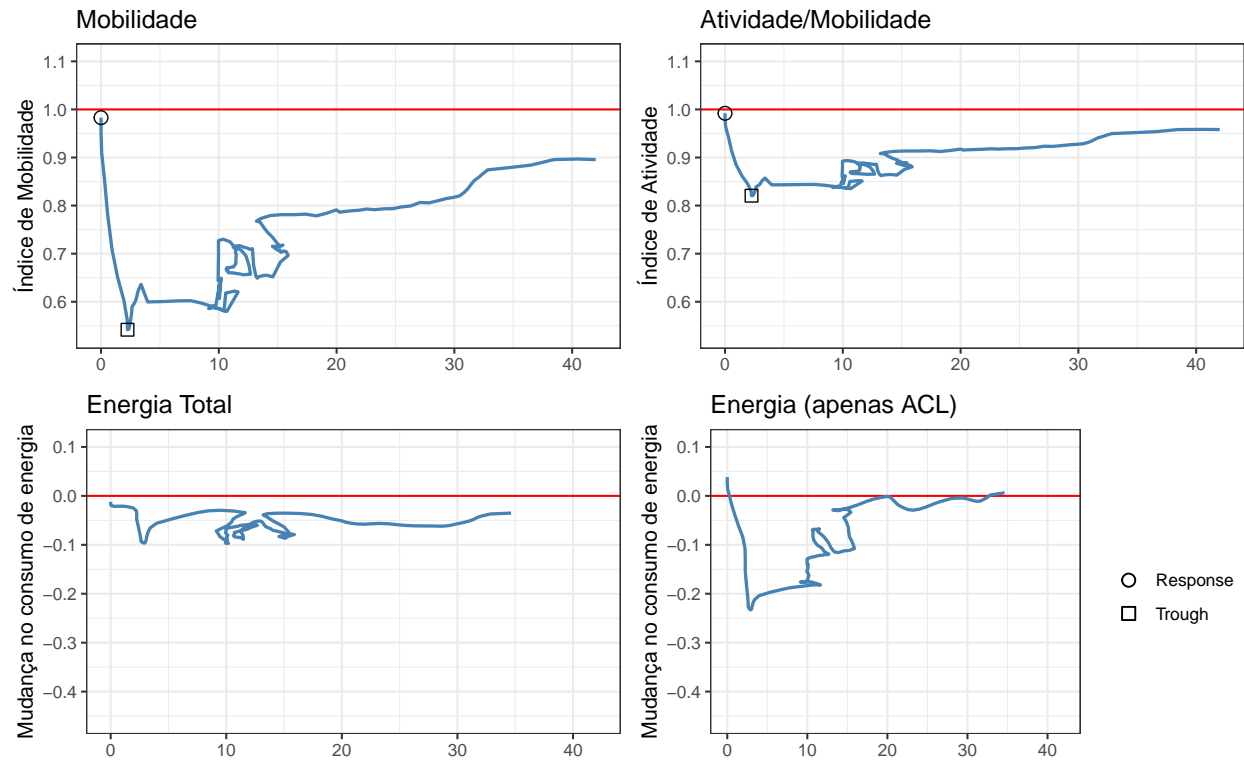 Mobilidade
Índice de Mobilidade
1.1
1.0
0.9
0.8
0.7
0.6
0 10 20 30 40
Atividade/Mobilidade
Índice de Atividade
1.1
1.0
0.9
0.8
0.7
0.6
0 10 20 30 40
Energia Total
Mudança no consumo de energia
0.1
0.0
−0.1
−0.2
−0.3
−0.4
0 10 20 30 40
Energia (apenas ACL)
Mudança no consumo de energia
0.1
0.0
−0.1
−0.2
−0.3
−0.4
0 10 20 30 40
Response
Trough